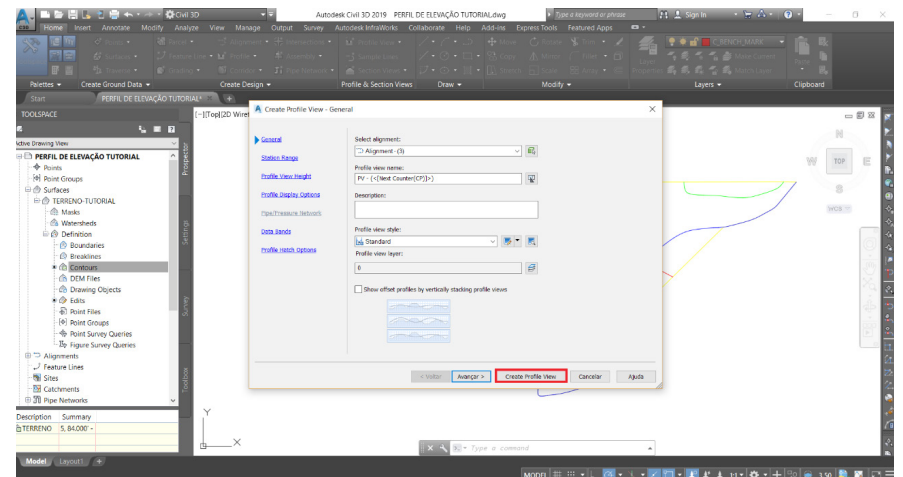 Civil 3D
Autodesk Civil 3D 2019 PERFIL DE ELEVAÇÃO TUTORIAL.dwg
Type a keyword or phrase
Sign In
Home Insert Annotate Modify Analyze View Manage Output Survey Autodesk InfraWorks Collaborate Help Add-ins Express Tools Featured Apps
Palettes
Create Ground Data
Create Design
Profile & Section Views
Draw
Modify
Layers
Clipboard
Start
PERFIL DE ELEVAÇÃO TUTORIAL*
TOOLSPACE
Active Drawing View
PERFIL DE ELEVAÇÃO TUTORIAL
Points
Point Groups
Surfaces
TERRENO-TUTORIAL
Masks
Watersheds
Definition
Boundaries
Breaklines
Contours
DEM Files
Drawing Objects
Edits
Point Files
Point Groups
Point Survey Queries
Figure Survey Queries
Alignments
Feature Lines
Sites
Catchments
Pipe Networks
Prospector
Settings
Survey
Toolbox
Description Summary
TERRENO 5, 84.000' -
[-][Top][2D Wiref
Create Profile View - General
General
Station Range
Profile View Height
Profile Display Options
Pipe/Pressure Network
Data Bands
Profile Hatch Options
Select alignment:
Alignment - (3)
Profile view name:
PV - (<[Next Counter(CP)]>)
Description:
Profile view style:
Standard
Profile view layer:
0
Show offset profiles by vertically stacking profile views
< Voltar
Avançar >
Create Profile View
Cancelar
Ajuda
N
W
TOP
E
S
WCS
Y
X
Type a command
Model
Layout1
MODEL
1:1
3.50